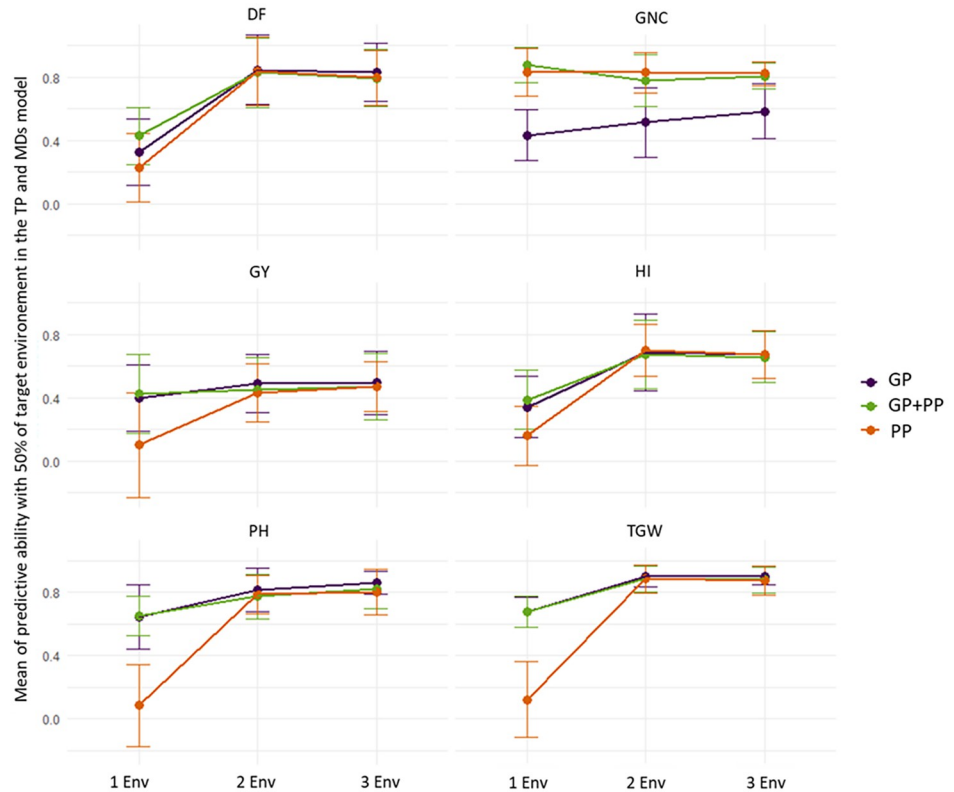 DF
GNC
0.8
0.4
0.0
GY
HI
0.8
0.4
0.0
PH
TGW
0.8
0.4
0.0
1 Env
2 Env
3 Env
1 Env
2 Env
3 Env
Mean of predictive ability with 50% of target environement in the TP and MDs model
GP
GP+PP
PP